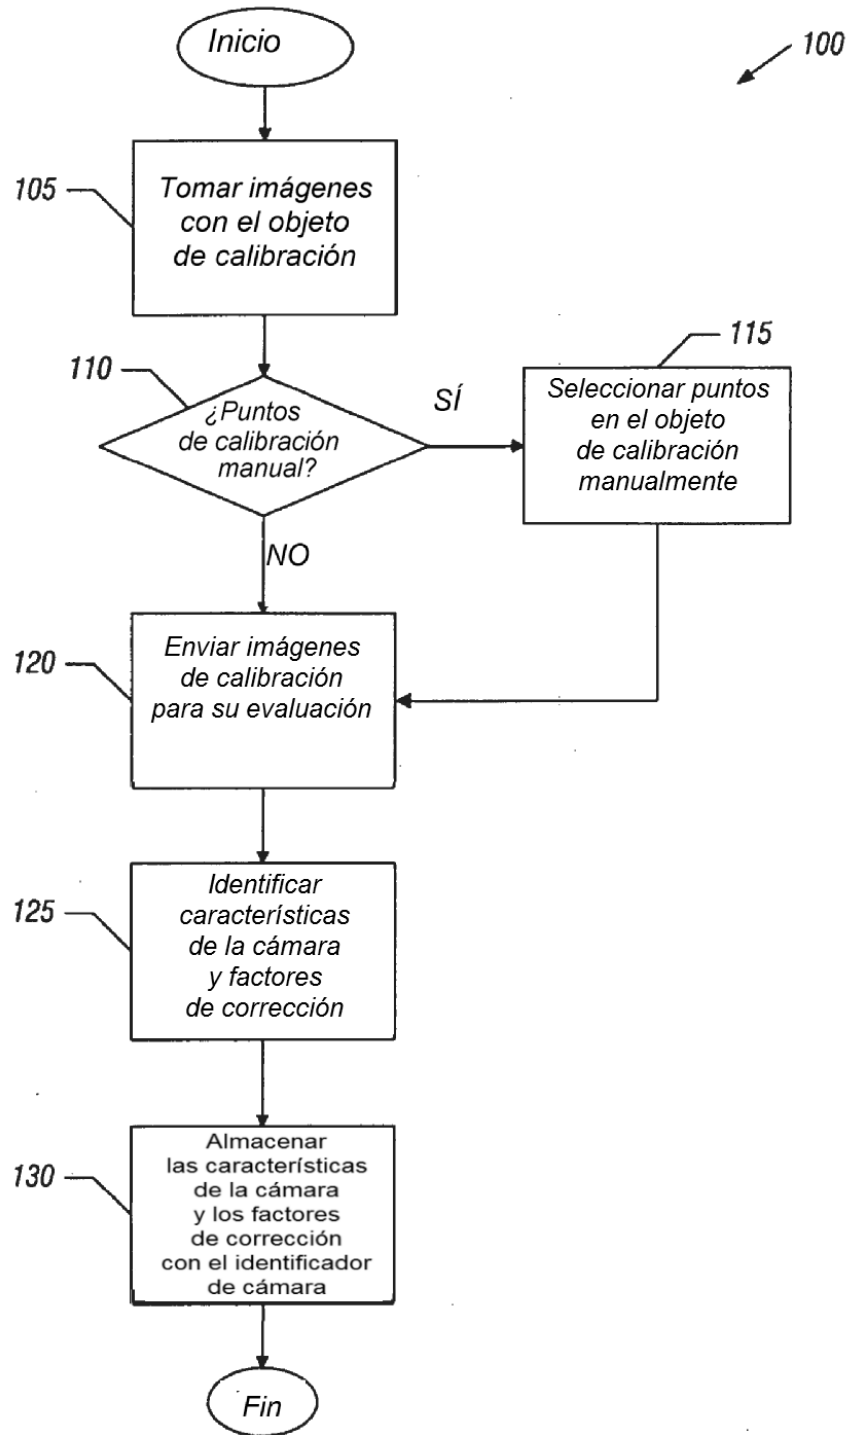 Inicio
100
105
Tomar imágenes
con el objeto
de calibración
110
¿Puntos
de calibración
manual?
SÍ
115
Seleccionar puntos
en el objeto
de calibración
manualmente
NO
120
Enviar imágenes
de calibración
para su evaluación
125
Identificar
características
de la cámara
y factores
de corrección
130
Almacenar
las características
de la cámara
y los factores
de corrección
con el identificador
de cámara
Fin